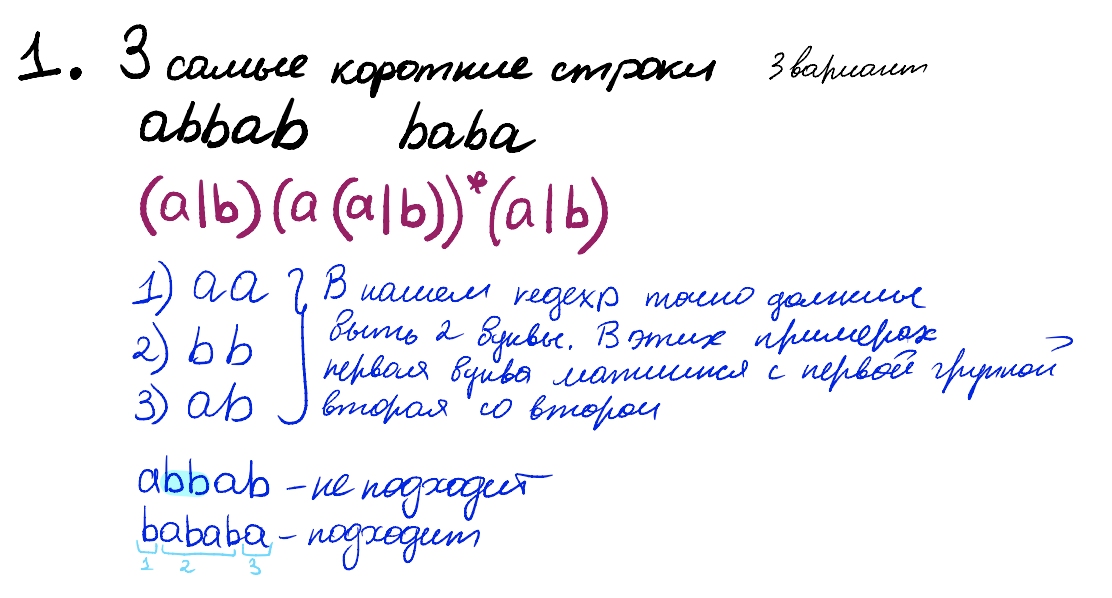 1. 3 самые короткие строки 3 вариант
abbab baba
(a|b)(a(a|b))*(a|b)
1) aa
2) bb
3) ab
В нашем regexp точно должны
быть 2 буквы. В этих примерах
первая буква матчится с первой группой
вторая со второй
abbab – не подходит
bababa – подходит
1 2 3